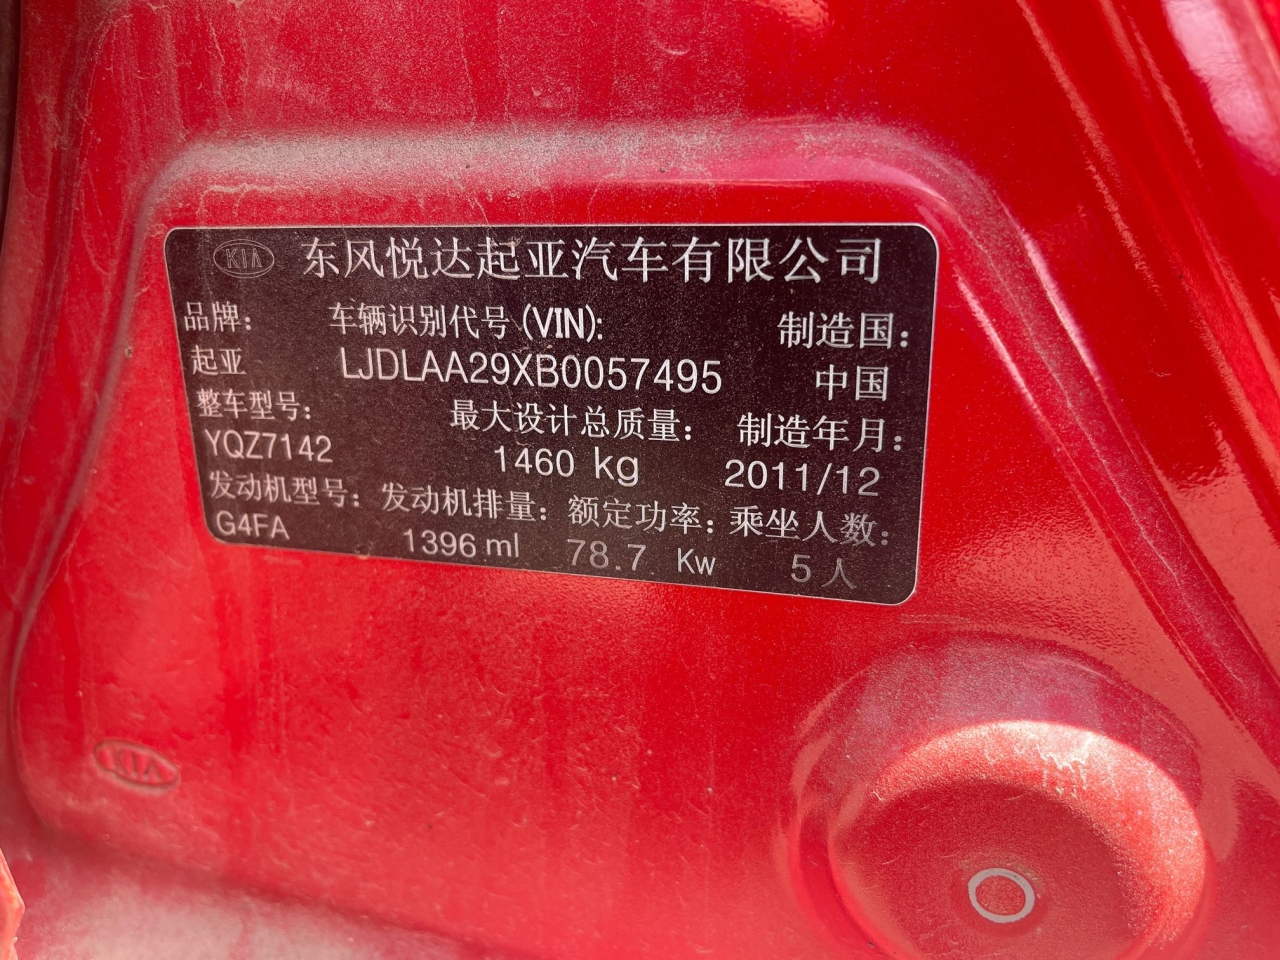 KIA 东风悦达起亚汽车有限公司
品牌： 车辆识别代号(VIN): 制造国：
起亚 LJDLAA29XB0057495 中国
整车型号： 最大设计总质量： 制造年月：
YQZ7142 1460 kg 2011/12
发动机型号： 发动机排量： 额定功率： 乘坐人数：
G4FA 1396 ml 78.7 Kw 5 人
KIA